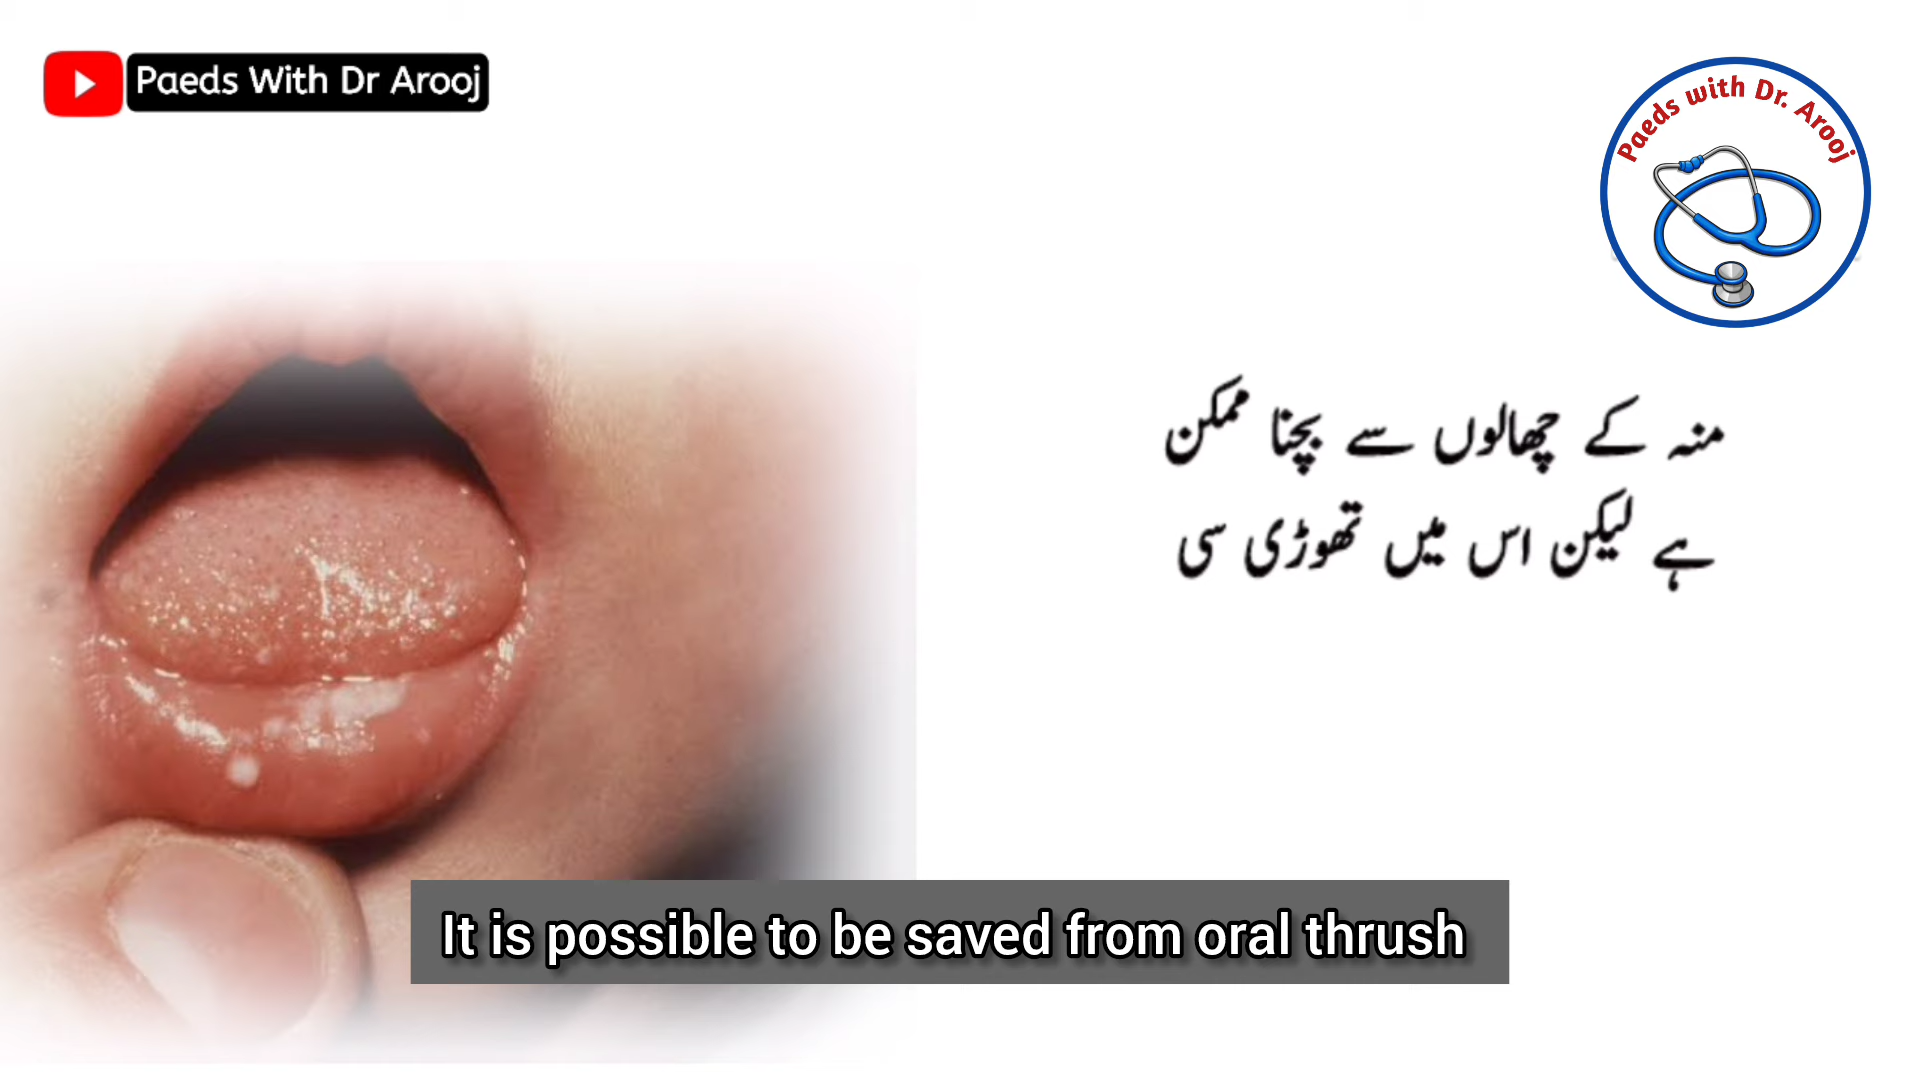 Paeds With Dr Arooj
Paeds with Dr. Arooj
منہ کے چھالوں سے بچنا ممکن
ہے لیکن اس میں تھوڑی سی
It is possible to be saved from oral thrush